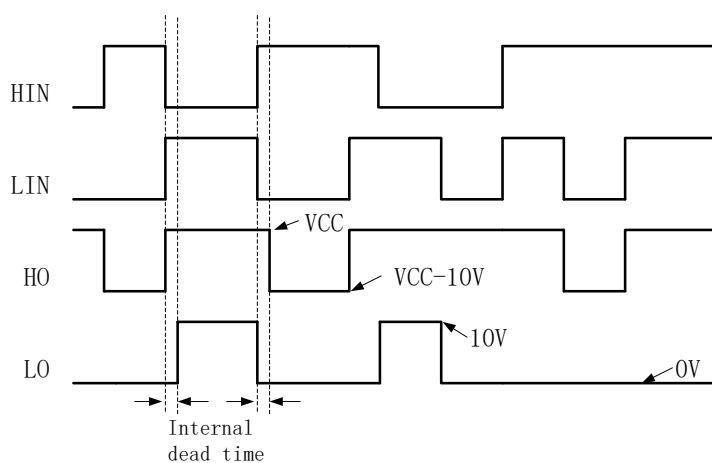 HIN
LIN
VCC
HO
VCC-10V
10V
LO
0V
Internal
dead time